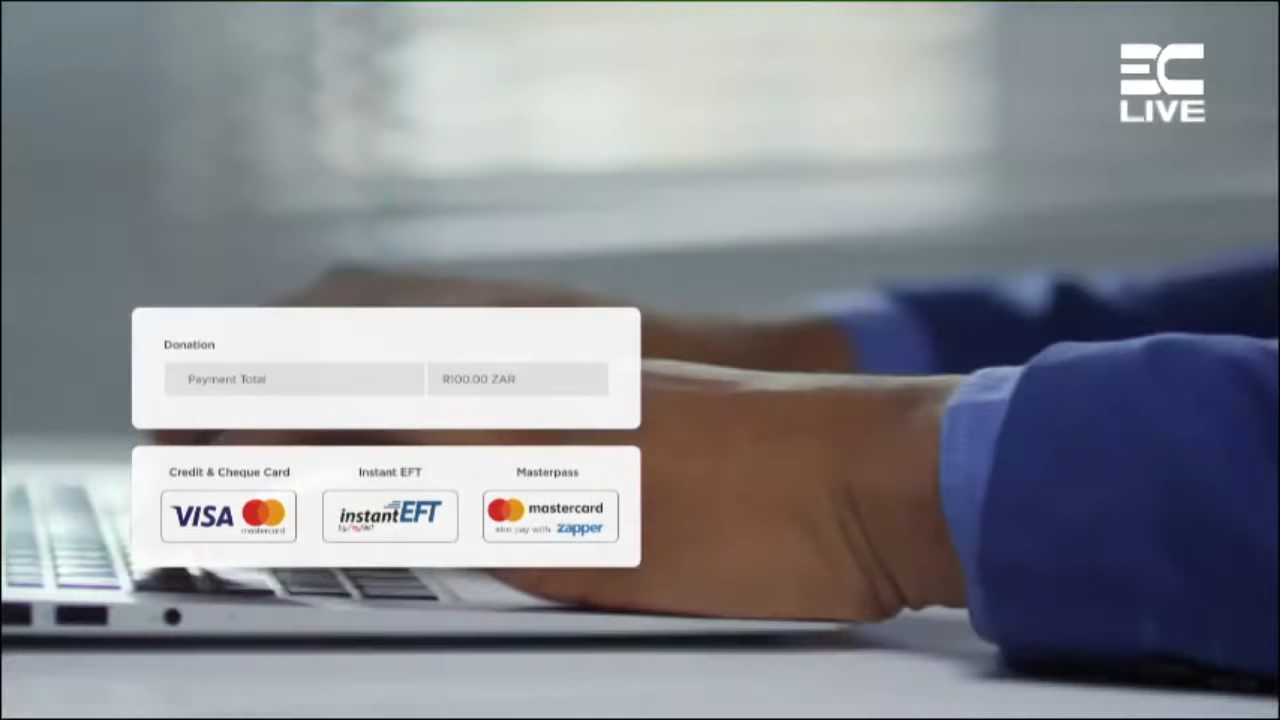 EC
LIVE
Donation
Payment Total
R100.00 ZAR
Credit & Cheque Card
Instant EFT
Masterpass
VISA
mastercard
instantEFT
mastercard
also pay with zapper